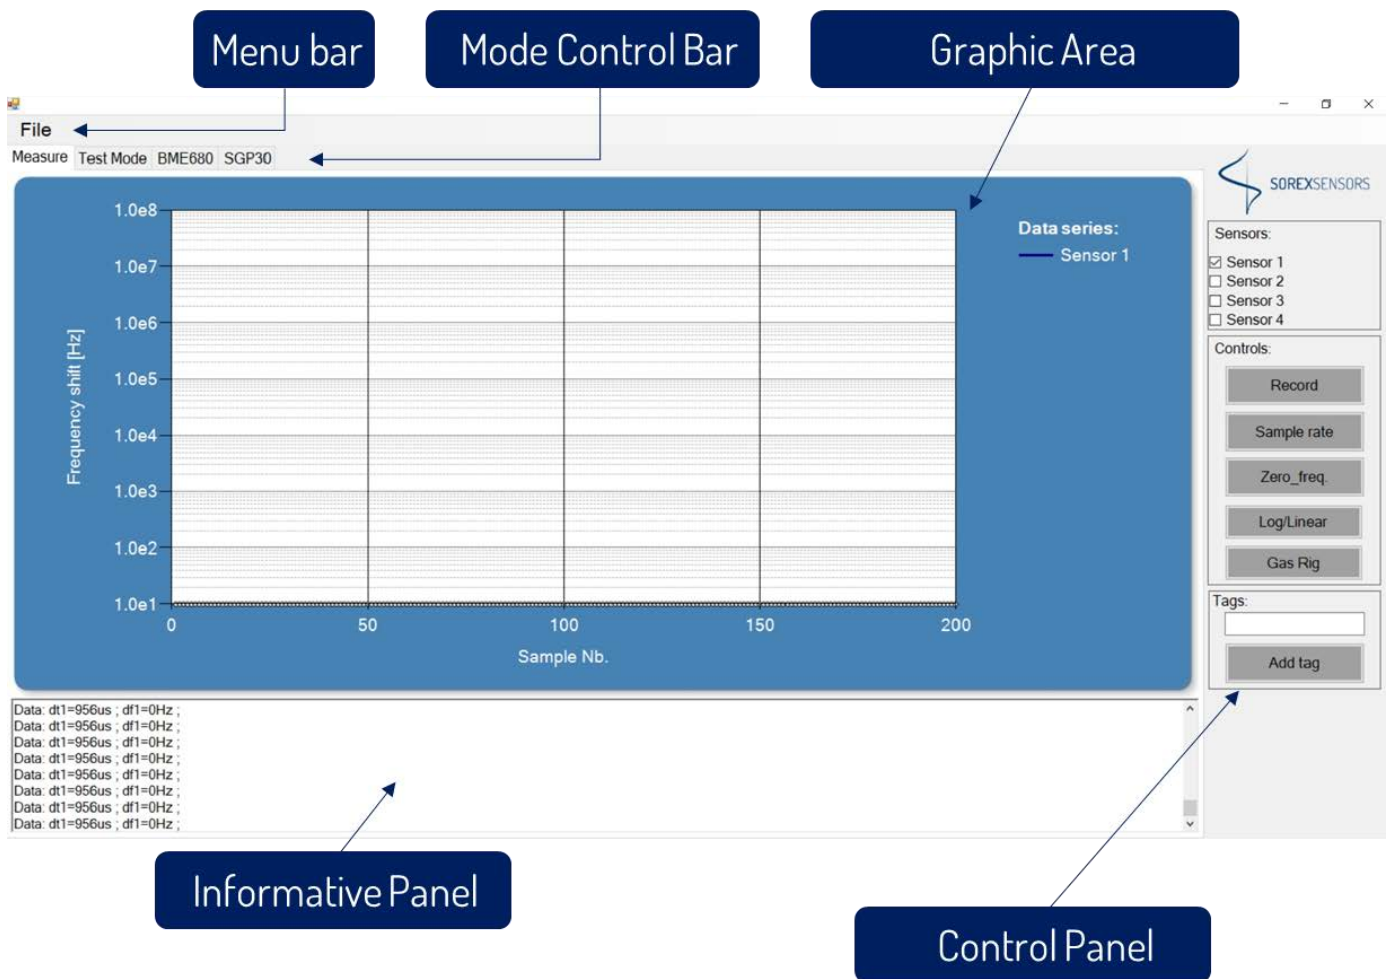 Menu bar
Mode Control Bar
Graphic Area
File
Measure Test Mode BME680 SGP30
SOREXSENSORS
1.0e8
1.0e7
1.0e6
1.0e5
1.0e4
1.0e3
1.0e2
1.0e1
Frequency shift [Hz]
0 50 100 150 200
Sample Nb.
Data series:
Sensor 1
Sensors:
Sensor 1
Sensor 2
Sensor 3
Sensor 4
Controls:
Record
Sample rate
Zero_freq.
Log/Linear
Gas Rig
Tags:
Add tag
Data: dt1=956us ; df1=0Hz ;
Data: dt1=956us ; df1=0Hz ;
Data: dt1=956us ; df1=0Hz ;
Data: dt1=956us ; df1=0Hz ;
Data: dt1=956us ; df1=0Hz ;
Data: dt1=956us ; df1=0Hz ;
Data: dt1=956us ; df1=0Hz ;
Data: dt1=956us ; df1=0Hz ;
Informative Panel
Control Panel